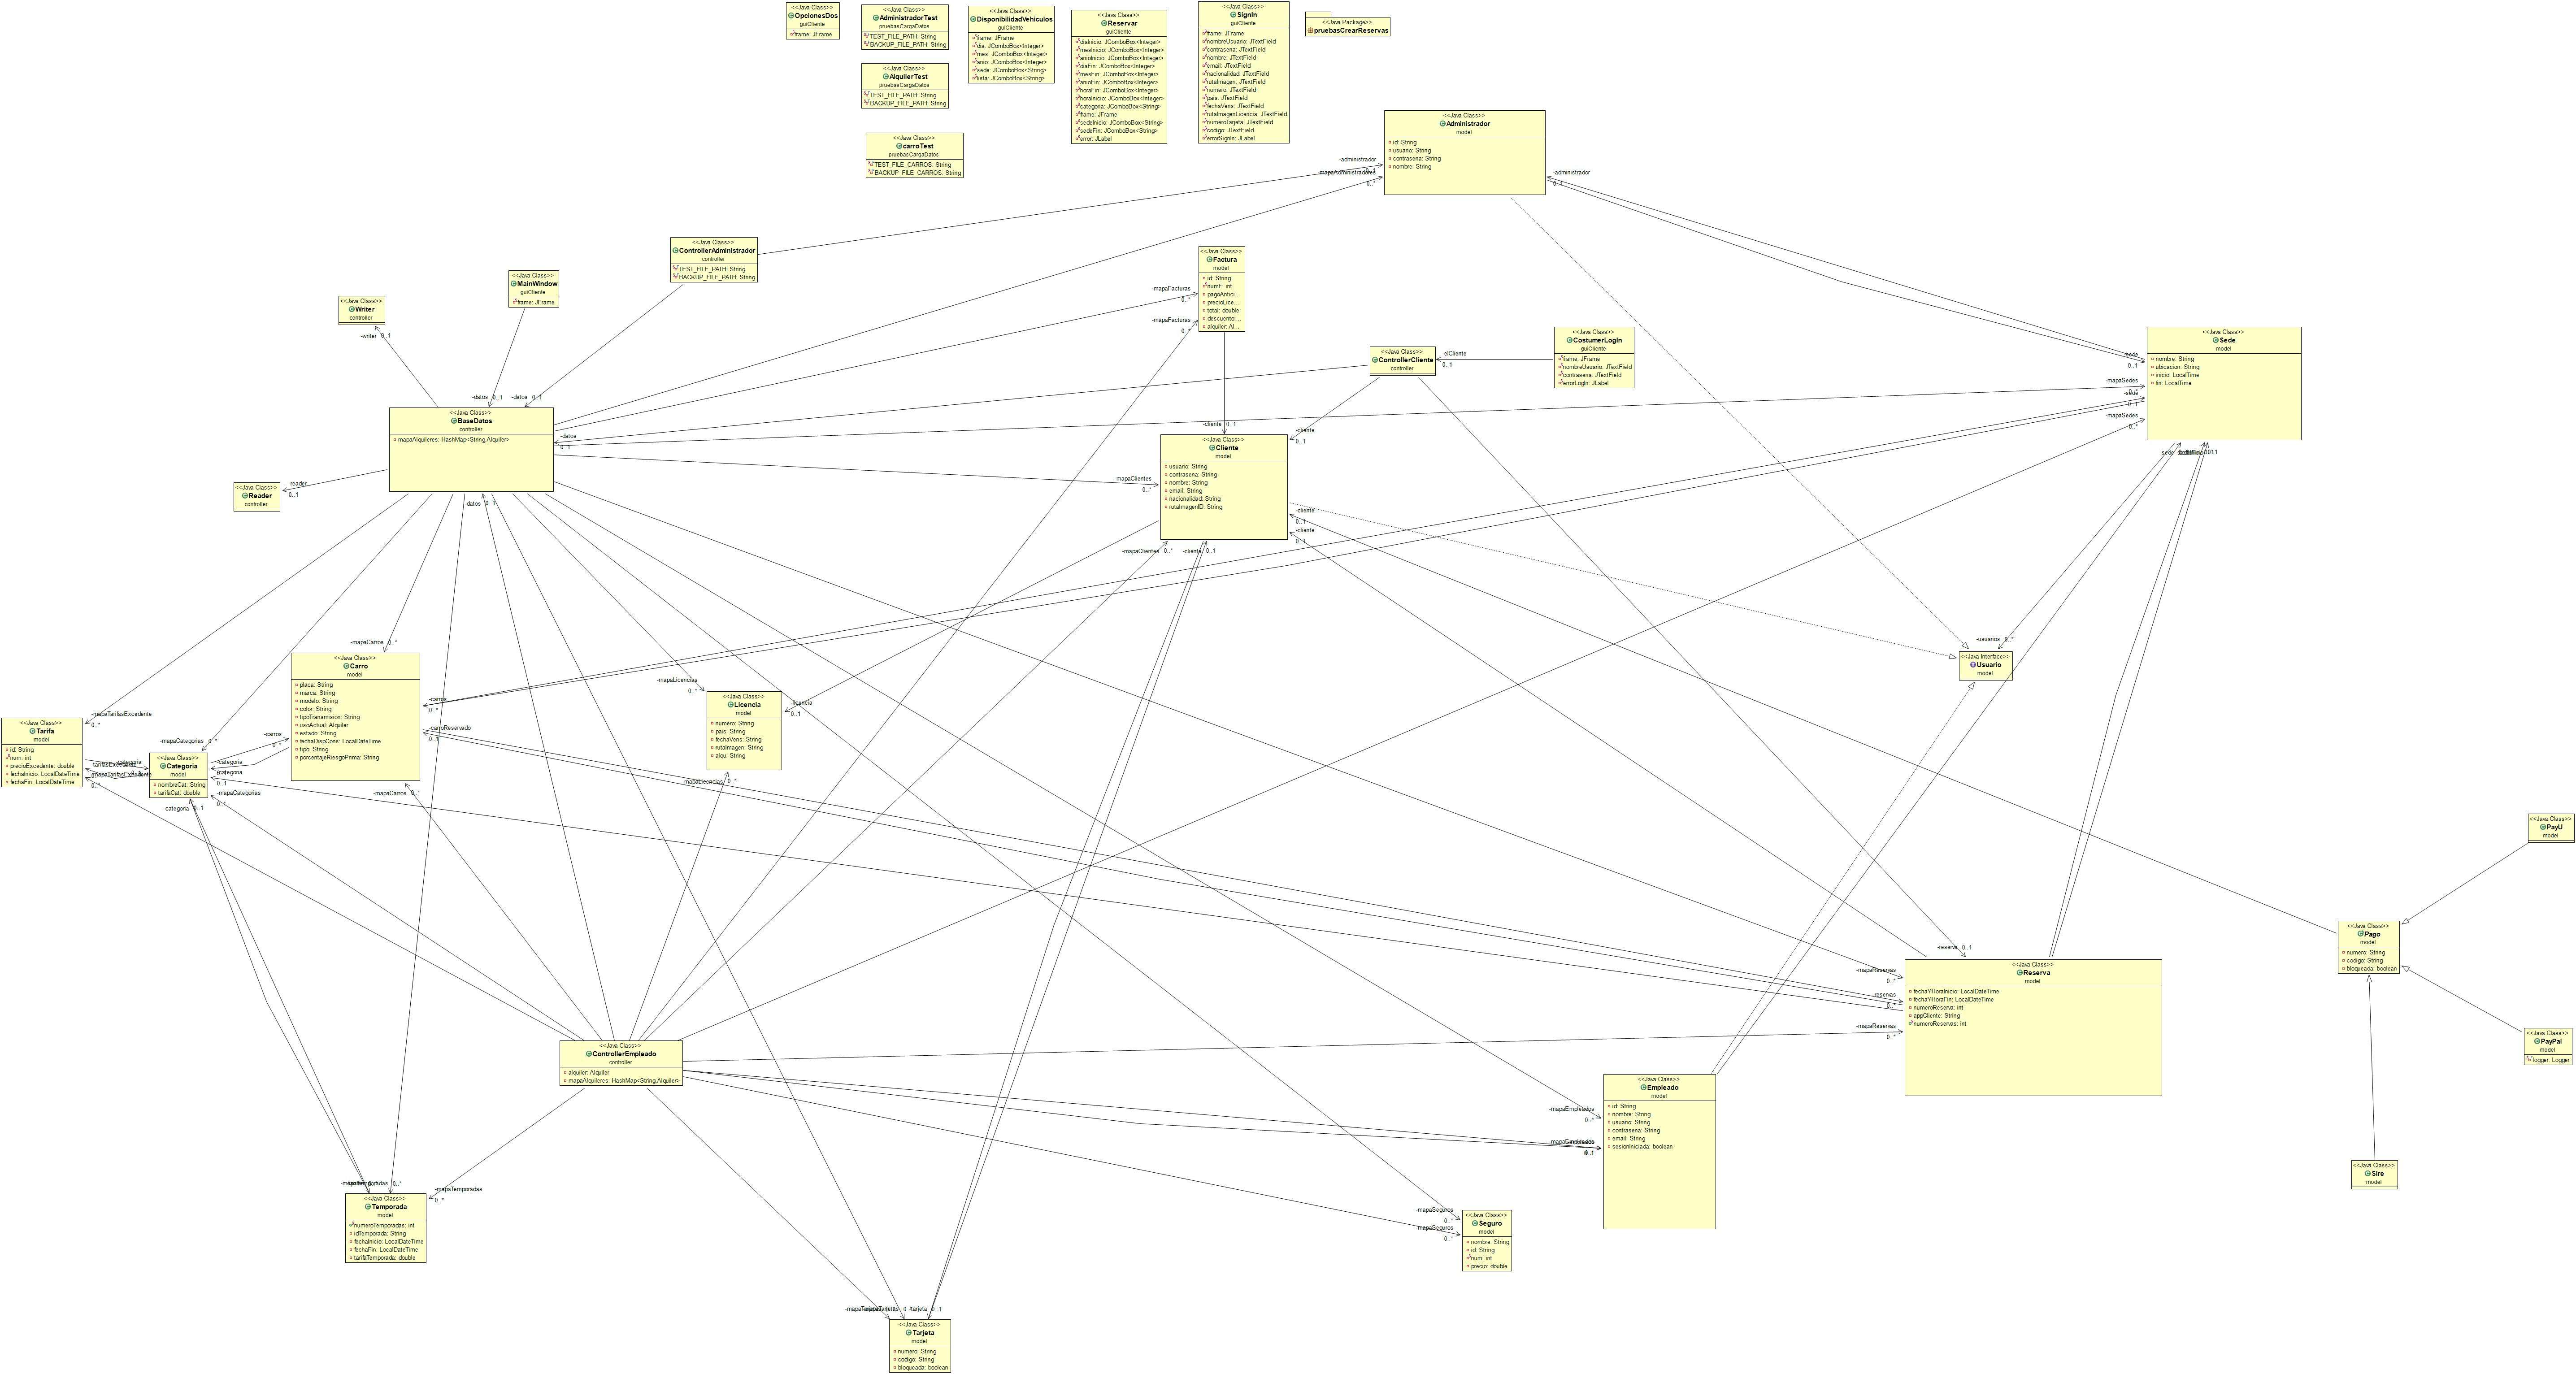 <<Java Class>>
OpcionesDos
guiCliente
frame: JFrame
<<Java Class>>
AdministradorTest
pruebasCargaDatos
TEST_FILE_PATH: String
BACKUP_FILE_PATH: String
<<Java Class>>
DisponibilidadVehiculos
guiCliente
frame: JFrame
dia: JComboBox<Integer>
mes: JComboBox<Integer>
anio: JComboBox<Integer>
sede: JComboBox<String>
lista: JComboBox<String>
<<Java Class>>
Reservar
guiCliente
diaInicio: JComboBox<Integer>
mesInicio: JComboBox<Integer>
anioInicio: JComboBox<Integer>
diaFin: JComboBox<Integer>
mesFin: JComboBox<Integer>
anioFin: JComboBox<Integer>
horaFin: JComboBox<Integer>
horaInicio: JComboBox<Integer>
categoria: JComboBox<String>
frame: JFrame
sedeInicio: JComboBox<String>
sedeFin: JComboBox<String>
error: JLabel
<<Java Class>>
SignIn
guiCliente
frame: JFrame
nombreUsuario: JTextField
contrasena: JTextField
nombre: JTextField
email: JTextField
nacionalidad: JTextField
rutaImagen: JTextField
numero: JTextField
pais: JTextField
fechaVens: JTextField
rutaImagenLicencia: JTextField
numeroTarjeta: JTextField
codigo: JTextField
errorSignIn: JLabel
<<Java Package>>
pruebasCrearReservas
<<Java Class>>
AlquilerTest
pruebasCargaDatos
TEST_FILE_PATH: String
BACKUP_FILE_PATH: String
<<Java Class>>
carroTest
pruebasCargaDatos
TEST_FILE_CARROS: String
BACKUP_FILE_CARROS: String
<<Java Class>>
Administrador
model
id: String
usuario: String
contrasena: String
nombre: String
-administrador
0..1
-mapaAdministradores
0..*
-administrador
0..1
<<Java Class>>
ControllerAdministrador
controller
TEST_FILE_PATH: String
BACKUP_FILE_PATH: String
<<Java Class>>
MainWindow
guiCliente
frame: JFrame
<<Java Class>>
Writer
controller
-writer 0..1
<<Java Class>>
Factura
model
id: String
numF: int
pagoAntici...
precioLice...
total: double
descuento:...
alquiler: Al...
-mapaFacturas
0..*
-mapaFacturas
0..*
<<Java Class>>
ControllerCliente
controller
-elCliente
0..1
<<Java Class>>
CostumerLogIn
guiCliente
frame: JFrame
nombreUsuario: JTextField
contrasena: JTextField
errorLogIn: JLabel
<<Java Class>>
Sede
model
nombre: String
ubicacion: String
inicio: LocalTime
fin: LocalTime
-sede
0..1
-mapaSedes
-sede
0..1
-mapaSedes
0..*
-sede
-datos 0..1
-datos 0..1
<<Java Class>>
BaseDatos
controller
mapaAlquileres: HashMap<String,Alquiler>
-datos
0..1
-datos 0..1
<<Java Class>>
Reader
controller
-reader
0..1
-cliente 0..1
<<Java Class>>
Cliente
model
usuario: String
contrasena: String
nombre: String
email: String
nacionalidad: String
rutaImagenID: String
-cliente
0..1
-mapaClientes
0..*
-cliente
0..1
-cliente
0..1
-mapaClientes 0..*
-cliente 0..1
-usuarios 0..*
<<Java Interface>>
Usuario
model
-mapaCarros 0..*
<<Java Class>>
Carro
model
placa: String
marca: String
modelo: String
color: String
tipoTransmision: String
usoActual: Alquiler
estado: String
fechaDispCons: LocalDateTime
tipo: String
porcentajeRiesgoPrima: String
-carros
0..*
-carroReservado
0..1
-mapaCarros 0..*
-mapaLicencias
0..*
<<Java Class>>
Licencia
model
numero: String
pais: String
fechaVens: String
rutaImagen: String
alqu: String
-licencia
0..1
-mapaLicencias 0..*
<<Java Class>>
Tarifa
model
id: String
num: int
precioExcedente: double
fechaInicio: LocalDateTime
fechaFin: LocalDateTime
-mapaTarifasExcedente
0..*
-categoria
-tarifasExcedente
-mapaTarifasExcedente
0..*
-mapaCategorias 0..*
<<Java Class>>
Categoria
model
nombreCat: String
tarifaCat: double
-carros
0..*
-categoria
-categoria
0..1
-mapaCategorias
0..*
-categoria 0..1
<<Java Class>>
PayU
model
<<Java Class>>
Pago
model
numero: String
codigo: String
bloqueada: boolean
<<Java Class>>
PayPal
model
logger: Logger
<<Java Class>>
Sire
model
-reserva 0..1
<<Java Class>>
Reserva
model
fechaYHoraInicio: LocalDateTime
fechaYHoraFin: LocalDateTime
numeroReserva: int
appCliente: String
numeroReservas: int
-mapaReservas
0..*
-reservas
0..*
-mapaReservas
0..*
<<Java Class>>
ControllerEmpleado
controller
alquiler: Alquiler
mapaAlquileres: HashMap<String,Alquiler>
<<Java Class>>
Empleado
model
id: String
nombre: String
usuario: String
contrasena: String
email: String
sesionIniciada: boolean
-mapaEmpleados
0..*
0..1
<<Java Class>>
Temporada
model
numeroTemporadas: int
idTemporada: String
fechaInicio: LocalDateTime
fechaFin: LocalDateTime
tarifaTemporada: double
0..*
-mapaTemporadas
0..*
<<Java Class>>
Seguro
model
nombre: String
id: String
num: int
precio: double
-mapaSeguros
0..*
-mapaSeguros
0..*
-tarjeta 0..1
<<Java Class>>
Tarjeta
model
numero: String
codigo: String
bloqueada: boolean